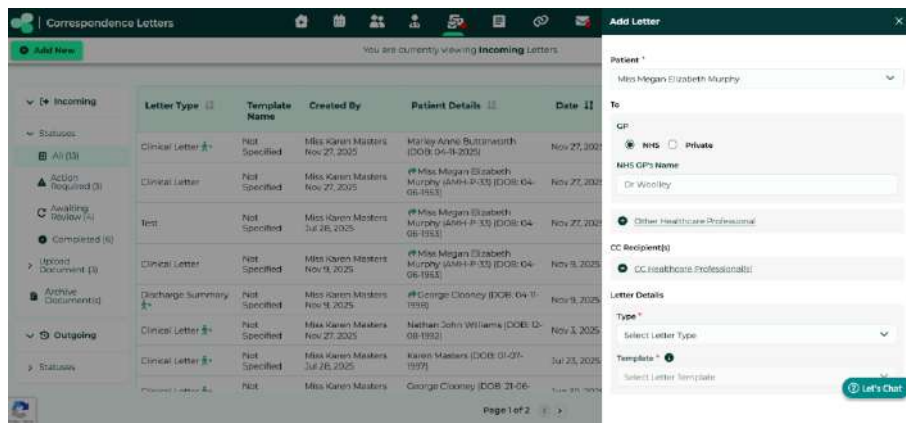 Correspondence Letters
Add Letter
Add New
You are currently viewing Incoming Letters
Patient *
Miss Megan Elizabeth Murphy
To
GP
NHS Private
NHS GP's Name
Dr Woolley
Other Healthcare Professional
CC Recipient(s)
CC Healthcare Professional(s)
Letter Details
Type *
Select Letter Type
Template *
Select Letter Template
Let's Chat
Incoming
Statuses
All (13)
Action Required (3)
Awaiting Review (4)
Completed (6)
Upload Document (3)
Archive Document(s)
Outgoing
Statuses
Letter Type Template Name Created By Patient Details Date
Clinical Letter Not Specified Miss Karen Masters Nov 27, 2025 Marley Anne Butterworth (DOB: 04-11-2025) Nov 27, 202
Clinical Letter Not Specified Miss Karen Masters Nov 27, 2025 Miss Megan Elizabeth Murphy (AMH-P-33) (DOB: 04-06-1953) Nov 27, 202
Test Not Specified Miss Karen Masters Jul 28, 2025 Miss Megan Elizabeth Murphy (AMH-P-33) (DOB: 04-06-1953) Nov 27, 202
Clinical Letter Not Specified Miss Karen Masters Nov 9, 2025 Miss Megan Elizabeth Murphy (AMH-P-33) (DOB: 04-06-1953) Nov 9, 2025
Discharge Summary Not Specified Miss Karen Masters Nov 9, 2025 George Clooney (DOB: 04-11-1998) Nov 9, 2025
Clinical Letter Not Specified Miss Karen Masters Nov 27, 2025 Nathan John Williams (DOB: 12-08-1992) Nov 3, 2025
Clinical Letter Not Specified Miss Karen Masters Jul 28, 2025 Karen Masters (DOB: 01-07-1997) Jul 23, 2025
Clinical Letter Not Miss Karen Masters George Clooney (DOB: 21-06-
Page 1 of 2